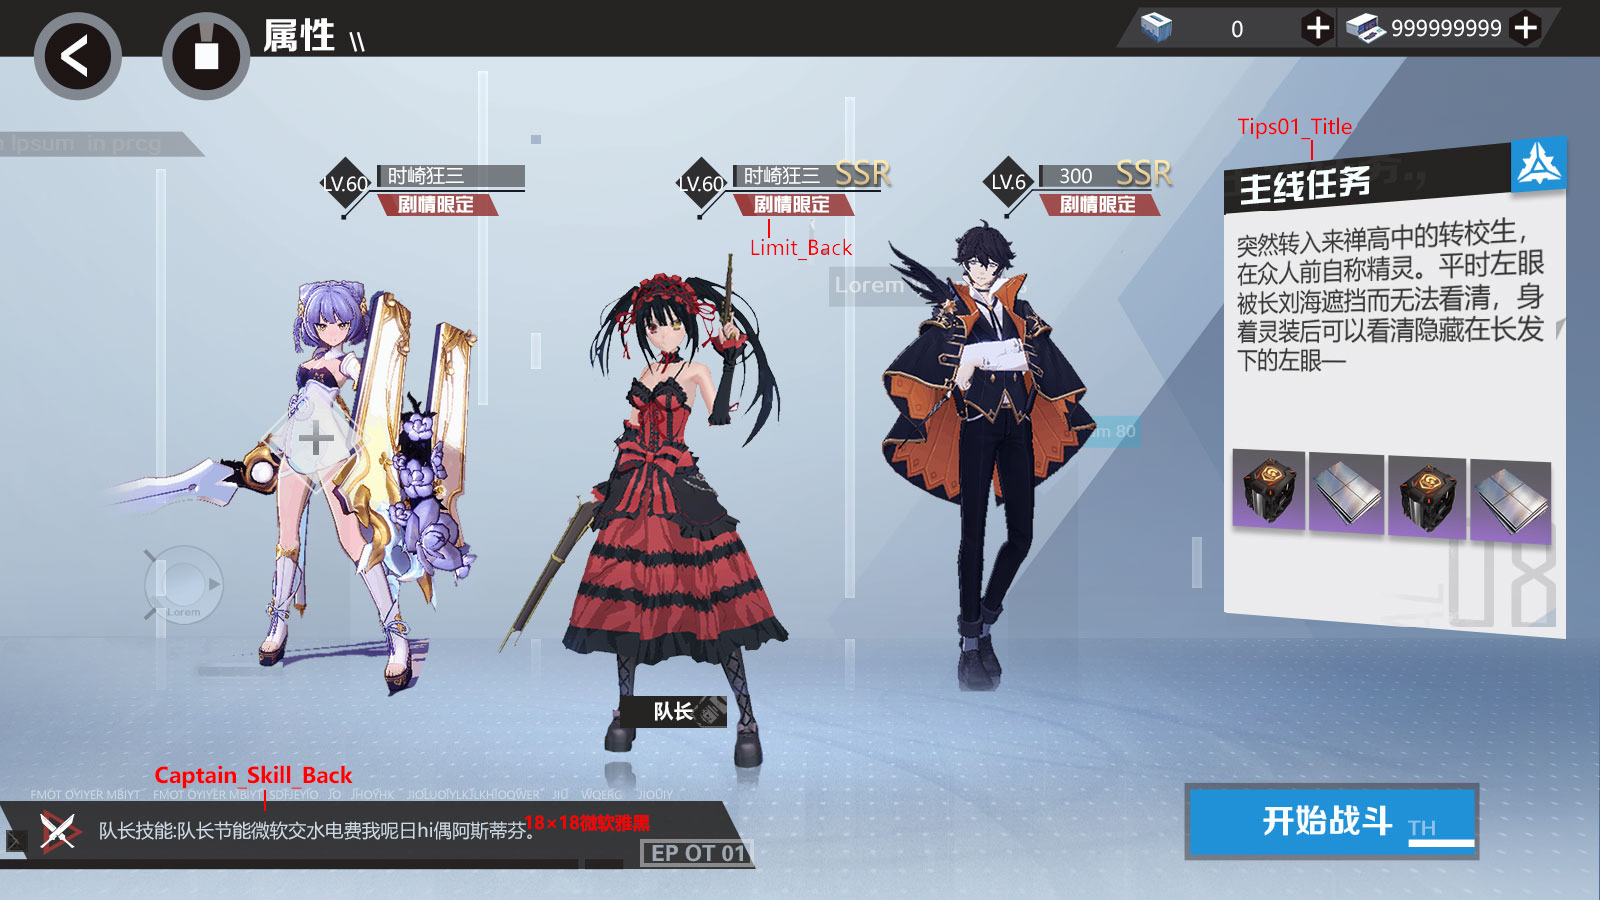 属性 \\
0
999999999
Ipsum in prcg
Tips01_Title
LV.60 时崎狂三
剧情限定
LV.60 时崎狂三 SSR
剧情限定
LV.6 300 SSR
剧情限定
Limit_Back
Lorem
主线任务
突然转入来禅高中的转校生，
在众人前自称精灵。平时左眼
被长刘海遮挡而无法看清，身
着灵装后可以看清隐藏在长发
下的左眼—
80
Lorem
08
队长
Captain_Skill_Back
队长技能:队长节能微软交水电费我呢日hi偶阿斯蒂芬。
18×18微软雅黑
EP OT 01
开始战斗 TH